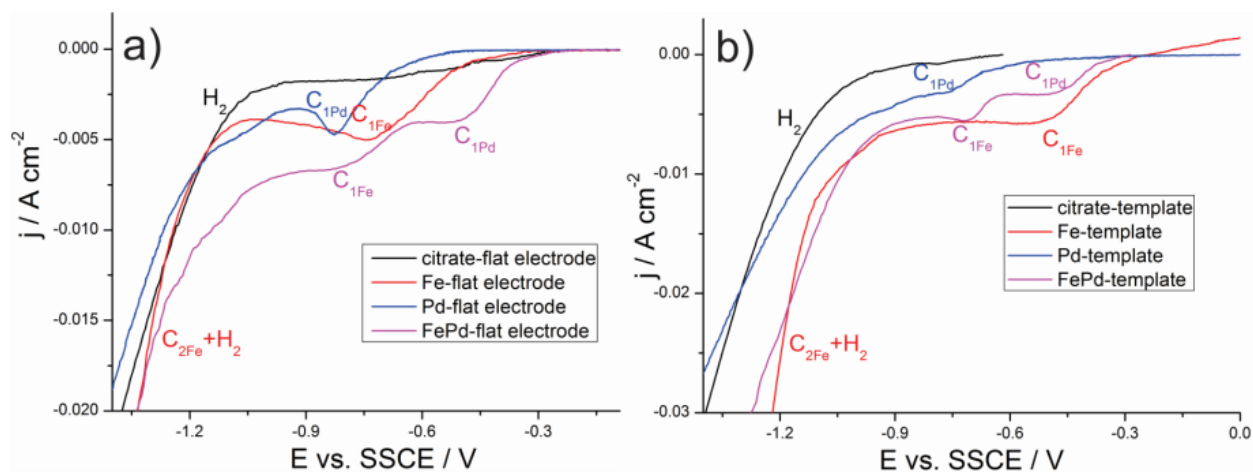 a)
0.000
-0.005
-0.010
-0.015
-0.020
j / A cm-2
H2
C1Pd
C1Fe
C1Pd
C1Fe
C2Fe+H2
citrate-flat electrode
Fe-flat electrode
Pd-flat electrode
FePd-flat electrode
-1.2 -0.9 -0.6 -0.3
E vs. SSCE / V
b)
0.00
-0.01
-0.02
-0.03
j / A cm-2
H2
C1Pd
C1Pd
C1Fe
C1Fe
C2Fe+H2
citrate-template
Fe-template
Pd-template
FePd-template
-1.2 -0.9 -0.6 -0.3 0.0
E vs. SSCE / V